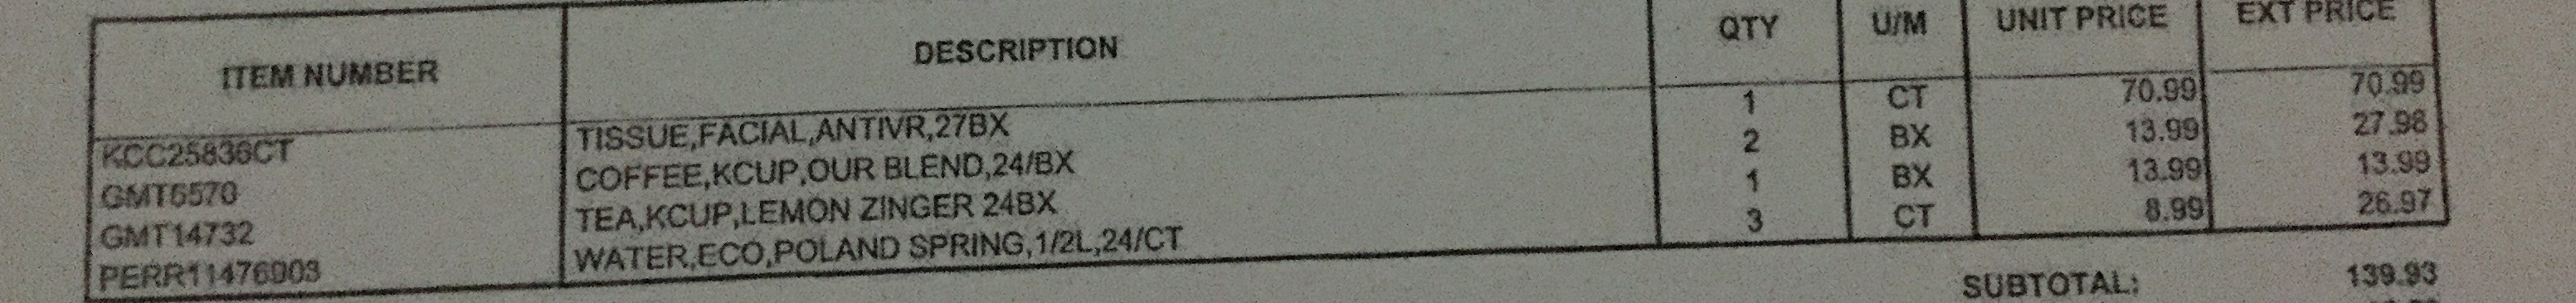 ITEM NUMBER DESCRIPTION QTY U/M UNIT PRICE EXT PRICE
KCC25836CT TISSUE,FACIAL,ANTIVR,27BX 1 CT 70.99 70.99
GMT6570 COFFEE,KCUP,OUR BLEND,24/BX 2 BX 13.99 27.98
GMT14732 TEA,KCUP,LEMON ZINGER 24BX 1 BX 13.99 13.99
PERR11476903 WATER,ECO,POLAND SPRING,1/2L,24/CT 3 CT 8.99 26.97
SUBTOTAL: 139.93